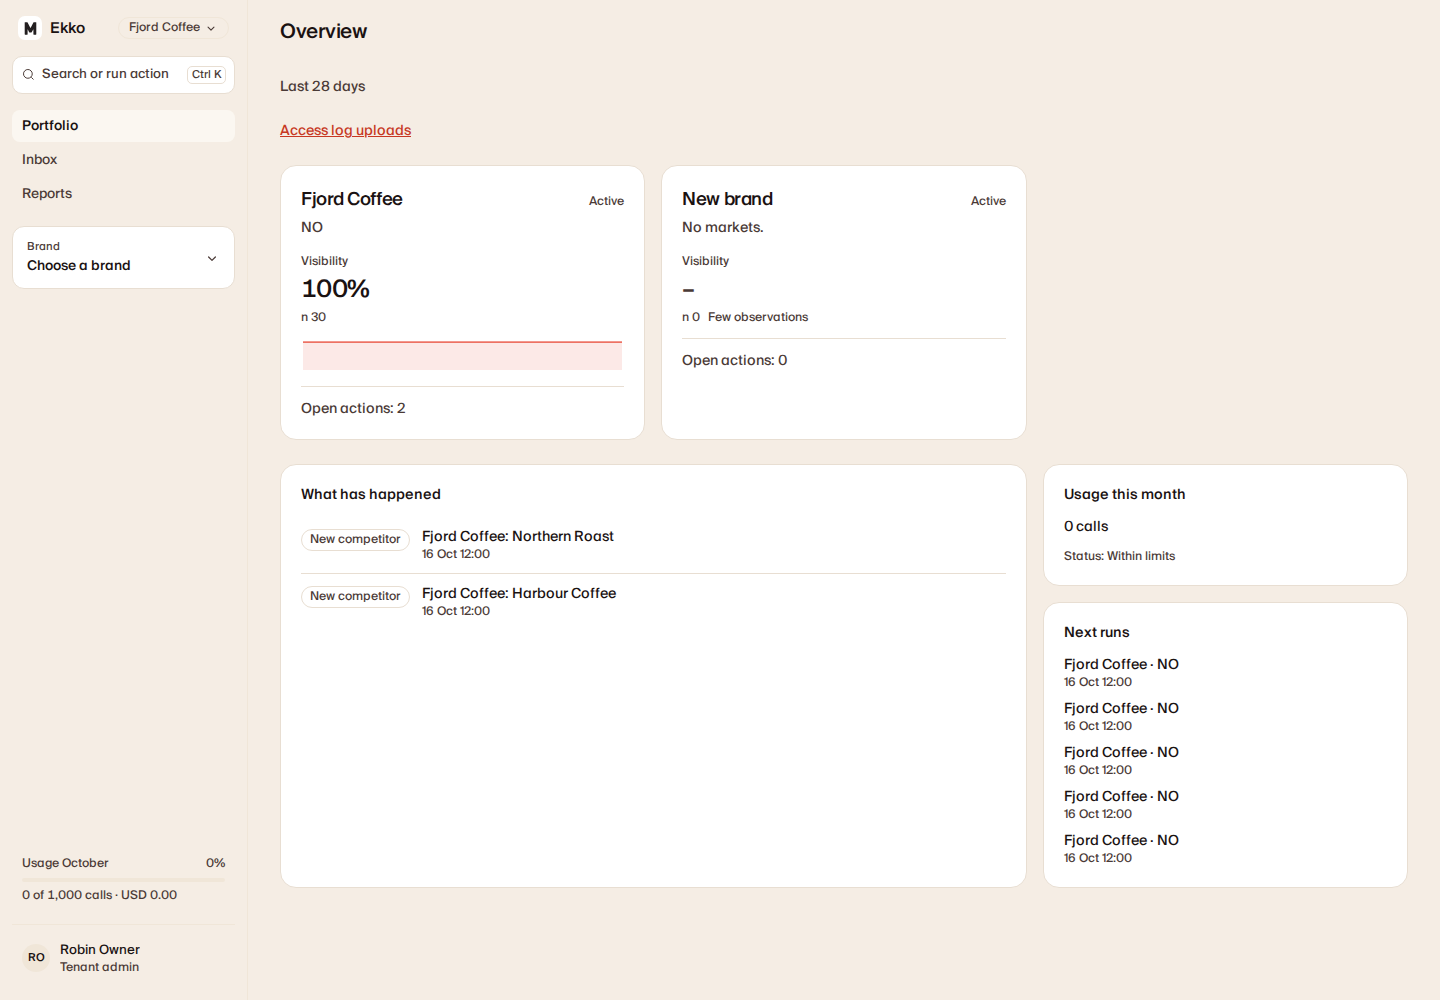 Ekko
Fjord Coffee
Search or run action
Ctrl K
Portfolio
Inbox
Reports
Brand
Choose a brand
Usage October
0%
0 of 1,000 calls · USD 0.00
RO
Robin Owner
Tenant admin
Overview
Last 28 days
Access log uploads
Fjord Coffee
Active
NO
Visibility
100%
n 30
Open actions: 2
New brand
Active
No markets.
Visibility
–
n 0 Few observations
Open actions: 0
What has happened
New competitor
Fjord Coffee: Northern Roast
16 Oct 12:00
New competitor
Fjord Coffee: Harbour Coffee
16 Oct 12:00
Usage this month
0 calls
Status: Within limits
Next runs
Fjord Coffee · NO
16 Oct 12:00
Fjord Coffee · NO
16 Oct 12:00
Fjord Coffee · NO
16 Oct 12:00
Fjord Coffee · NO
16 Oct 12:00
Fjord Coffee · NO
16 Oct 12:00